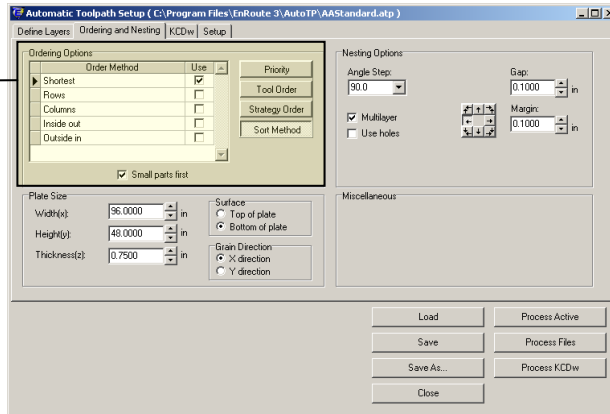 Automatic Toolpath Setup ( C:\Program Files\EnRoute 3\AutoTP\AAStandard.atp )
Define Layers Ordering and Nesting KCDw Setup
Ordering Options
Order Method Use
Shortest
Rows
Columns
Inside out
Outside in
Priority
Tool Order
Strategy Order
Sort Method
Small parts first
Nesting Options
Angle Step:
90.0
Multilayer
Use holes
Gap:
0.1000 in
Margin:
0.1000 in
Plate Size
Width(x): 96.0000 in
Height(y): 48.0000 in
Thickness(z): 0.7500 in
Surface
Top of plate
Bottom of plate
Grain Direction
X direction
Y direction
Miscellaneous
Load Process Active
Save Process Files
Save As... Process KCDw
Close